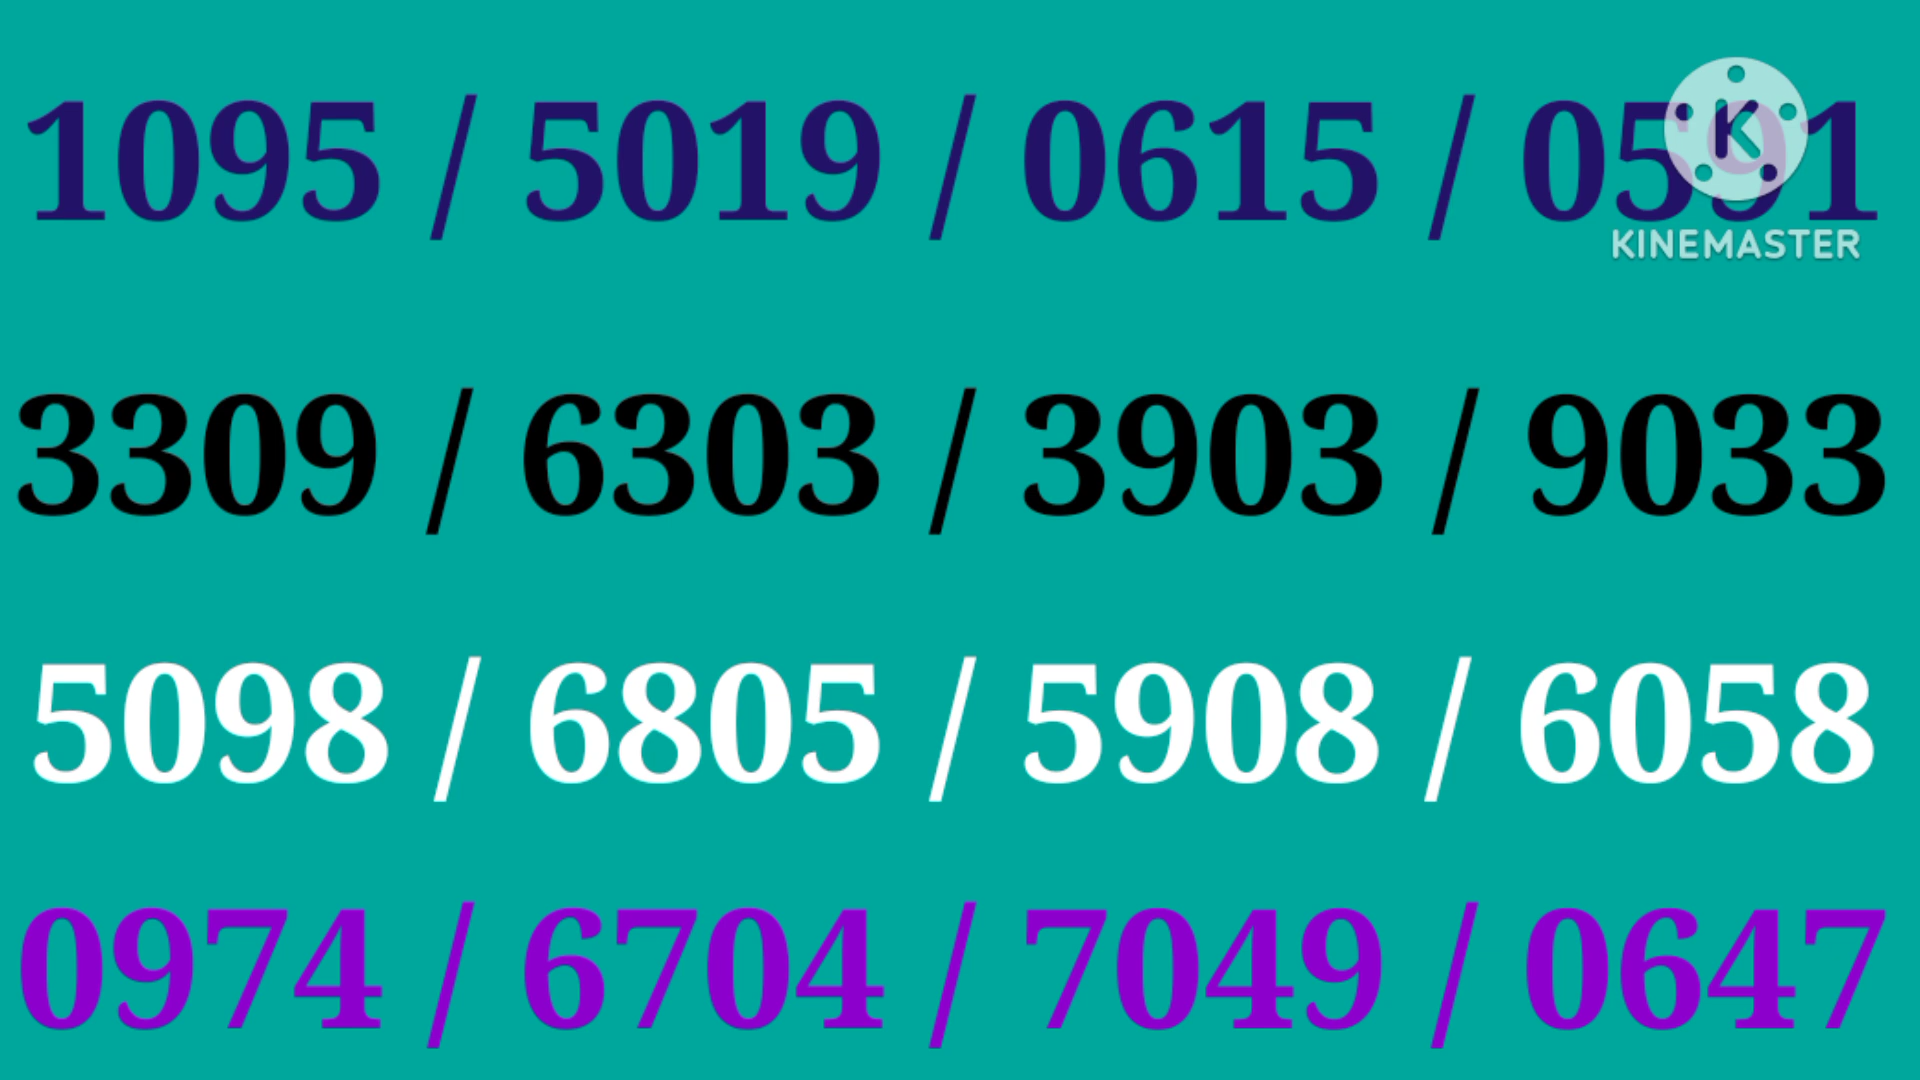 1095 / 5019 / 0615 / 0591
KINEMASTER
3309 / 6303 / 3903 / 9033
5098 / 6805 / 5908 / 6058
0974 / 6704 / 7049 / 0647